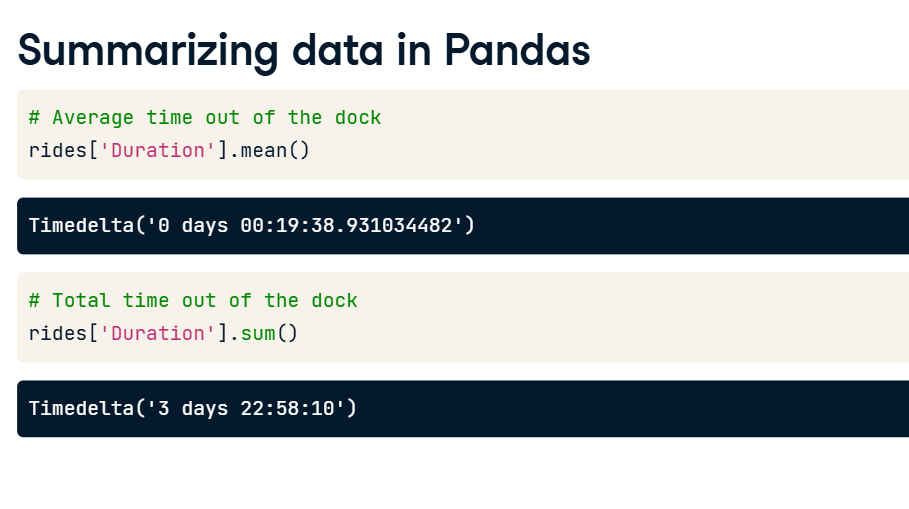 Summarizing data in Pandas
# Average time out of the dock
rides['Duration'].mean()
Timedelta('0 days 00:19:38.931034482')
# Total time out of the dock
rides['Duration'].sum()
Timedelta('3 days 22:58:10')